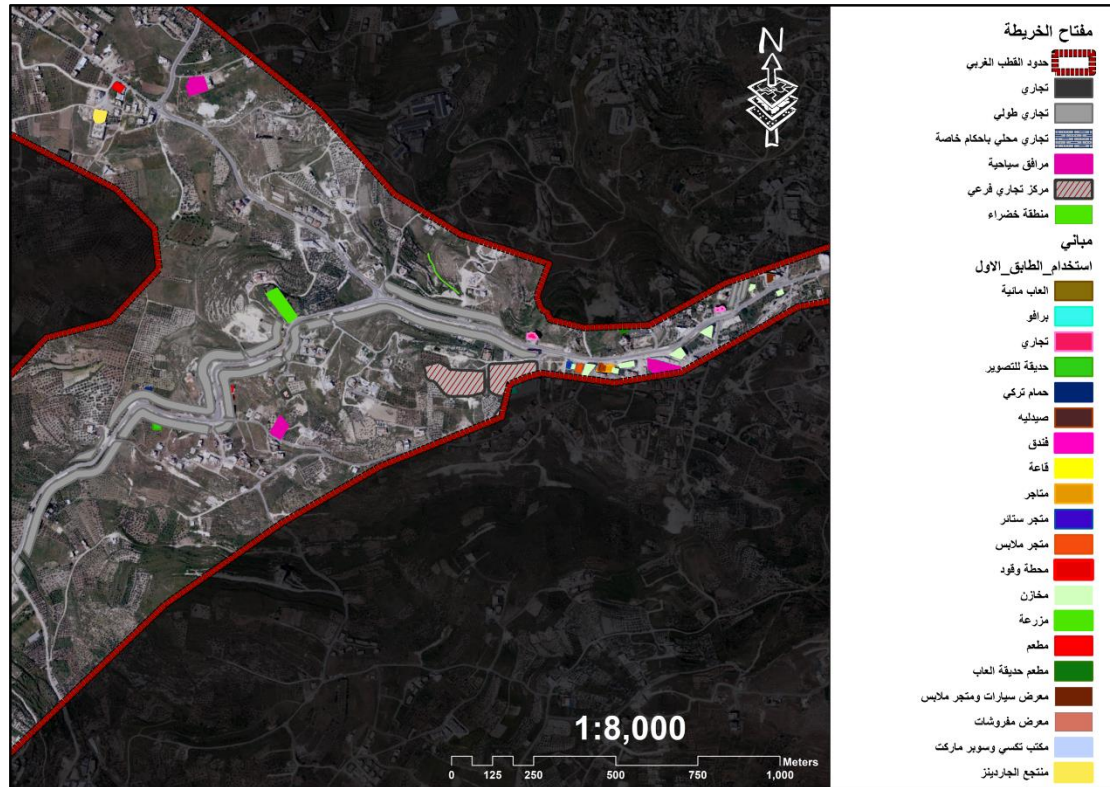 N
1:8,000
Meters
0 125 250 500 750 1,000
مفتاح الخريطة
حدود القطب الغربي
تجاري
تجاري طولي
تجاري محلي باحكام خاصة
مرافق سياحية
مركز تجاري فرعي
منطقة خضراء
مباني
استخدام_الطابق_الاول
العاب مائية
برافو
تجاري
حديقة للتصوير
حمام تركي
صيدليه
فندق
قاعة
متاجر
متجر ستائر
متجر ملابس
محطة وقود
مخازن
مزرعة
مطعم
مطعم حديقة العاب
معرض سيارات ومتجر ملابس
معرض مفروشات
مكتب تكسي وسوبر ماركت
منتجع الجاردينز